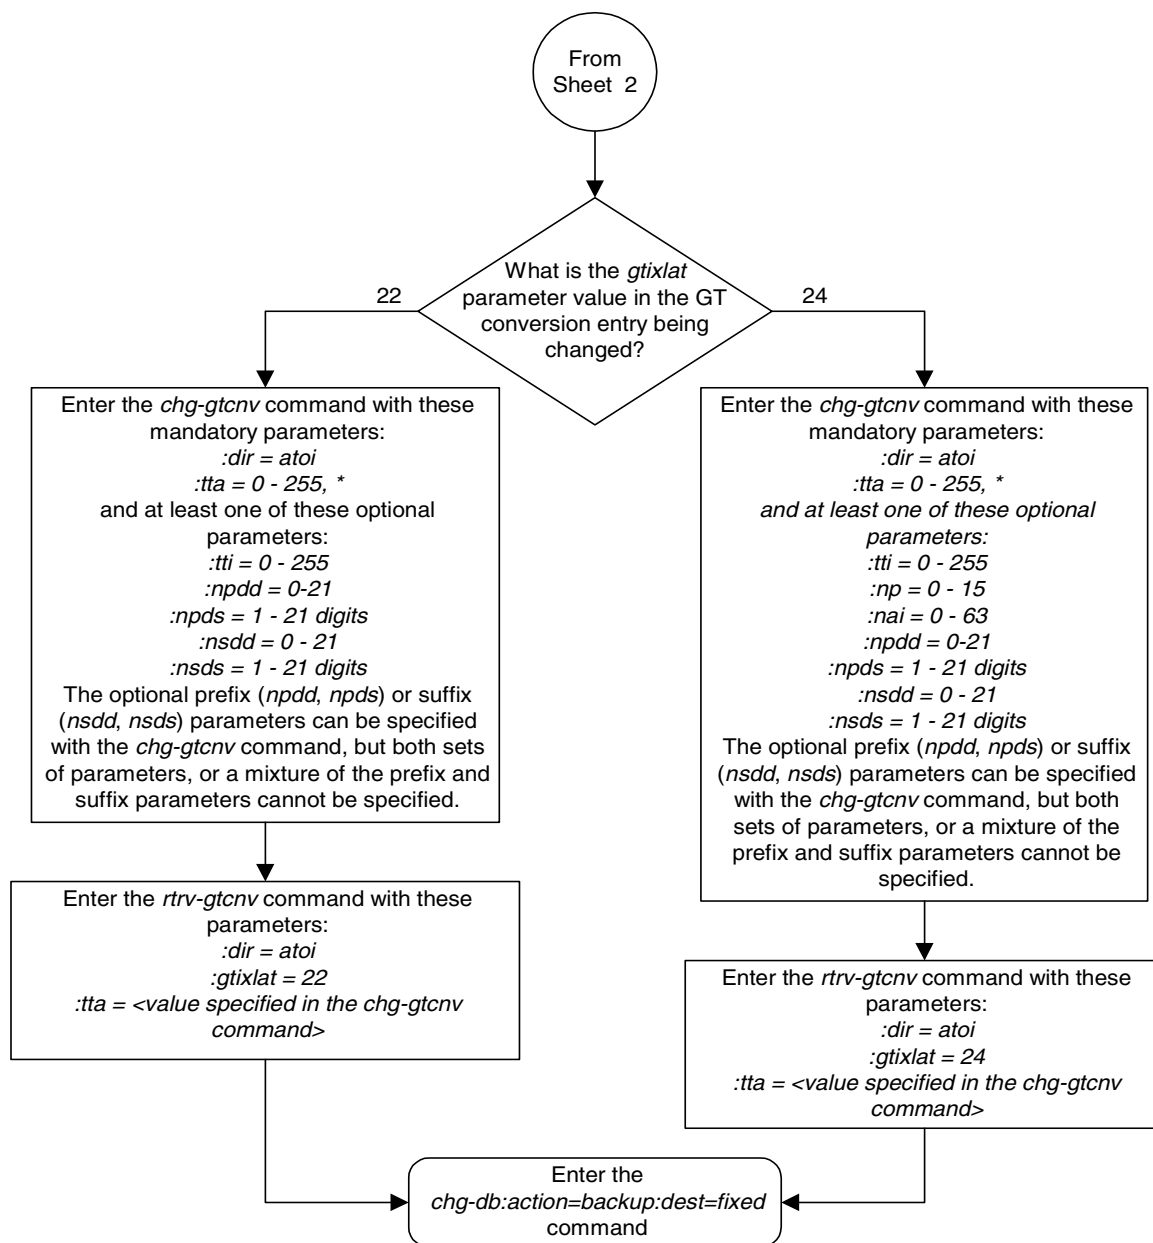 From
Sheet 2
What is the gtixlat
parameter value in the GT
conversion entry being
changed?
22
24
Enter the chg-gtcnv command with these
mandatory parameters:
:dir = atoi
:tta = 0 - 255, *
and at least one of these optional
parameters:
:tti = 0 - 255
:npdd = 0-21
:npds = 1 - 21 digits
:nsdd = 0 - 21
:nsds = 1 - 21 digits
The optional prefix (npdd, npds) or suffix
(nsdd, nsds) parameters can be specified
with the chg-gtcnv command, but both sets
of parameters, or a mixture of the prefix and
suffix parameters cannot be specified.
Enter the chg-gtcnv command with these
mandatory parameters:
:dir = atoi
:tta = 0 - 255, *
and at least one of these optional
parameters:
:tti = 0 - 255
:np = 0 - 15
:nai = 0 - 63
:npdd = 0-21
:npds = 1 - 21 digits
:nsdd = 0 - 21
:nsds = 1 - 21 digits
The optional prefix (npdd, npds) or suffix
(nsdd, nsds) parameters can be specified
with the chg-gtcnv command, but both
sets of parameters, or a mixture of the
prefix and suffix parameters cannot be
specified.
Enter the rtrv-gtcnv command with these
parameters:
:dir = atoi
:gtixlat = 22
:tta = <value specified in the chg-gtcnv
command>
Enter the rtrv-gtcnv command with these
parameters:
:dir = atoi
:gtixlat = 24
:tta = <value specified in the chg-gtcnv
command>
Enter the
chg-db:action=backup:dest=fixed
command